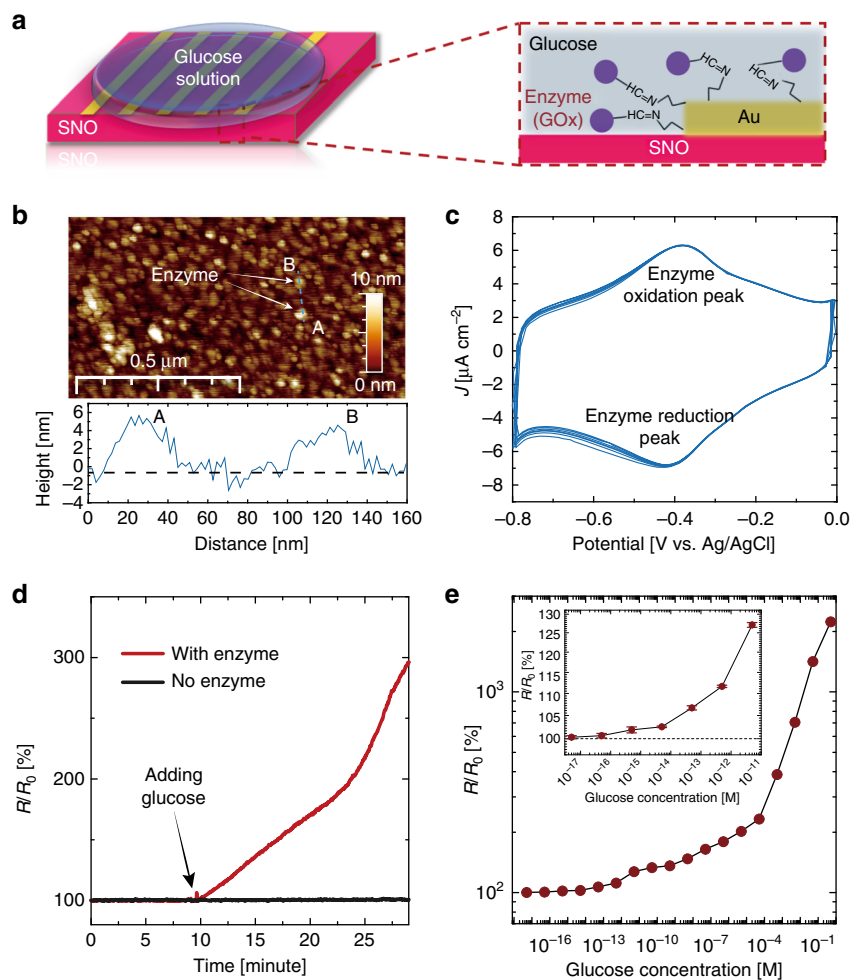 a
Glucose
solution
SNO
Glucose
HC=N
HC=N
HC=N
HC=N
Enzyme
(GOx)
Au
SNO
b
Enzyme
B
A
10 nm
0 nm
0.5 μm
Height [nm]
6
4
2
0
−2
−4
A
B
0 20 40 60 80 100 120 140 160
Distance [nm]
c
J [μA cm−2]
8
6
4
2
0
−2
−4
−6
−8
Enzyme
oxidation peak
Enzyme reduction
peak
−0.8 −0.6 −0.4 −0.2 0.0
Potential [V vs. Ag/AgCl]
d
R/R0 [%]
300
200
100
With enzyme
No enzyme
Adding
glucose
0 5 10 15 20 25
Time [minute]
e
R/R0 [%]
10^3
10^2
R/R0 [%]
130
125
120
115
110
105
100
10^−17 10^−16 10^−15 10^−14 10^−13 10^−12 10^−11
Glucose concentration [M]
10^−16 10^−13 10^−10 10^−7 10^−4 10^−1
Glucose concentration [M]